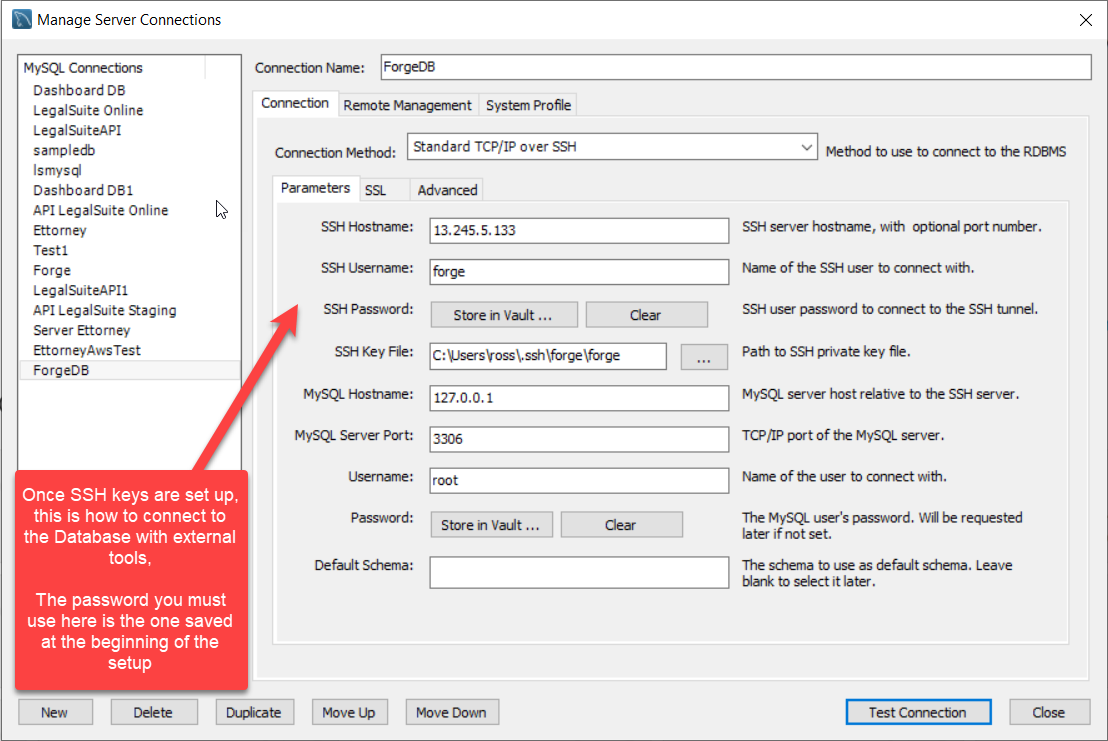 Manage Server Connections
MySQL Connections
Dashboard DB
LegalSuite Online
LegalSuiteAPI
sampledb
lsmysql
Dashboard DB1
API LegalSuite Online
Ettorney
Test1
Forge
LegalSuiteAPI1
API LegalSuite Staging
Server Ettorney
EttorneyAwsTest
ForgeDB
Connection Name: ForgeDB
Connection Remote Management System Profile
Connection Method: Standard TCP/IP over SSH Method to use to connect to the RDBMS
Parameters SSL Advanced
SSH Hostname: 13.245.5.133 SSH server hostname, with optional port number.
SSH Username: forge Name of the SSH user to connect with.
SSH Password: Store in Vault ... Clear SSH user password to connect to the SSH tunnel.
SSH Key File: C:\Users\ross\.ssh\forge\forge ... Path to SSH private key file.
MySQL Hostname: 127.0.0.1 MySQL server host relative to the SSH server.
MySQL Server Port: 3306 TCP/IP port of the MySQL server.
Username: root Name of the user to connect with.
Password: Store in Vault ... Clear The MySQL user's password. Will be requested
later if not set.
Default Schema: The schema to use as default schema. Leave
blank to select it later.
Once SSH keys are set up,
this is how to connect to
the Database with external
tools,
The password you must
use here is the one saved
at the beginning of the
setup
New Delete Duplicate Move Up Move Down Test Connection Close